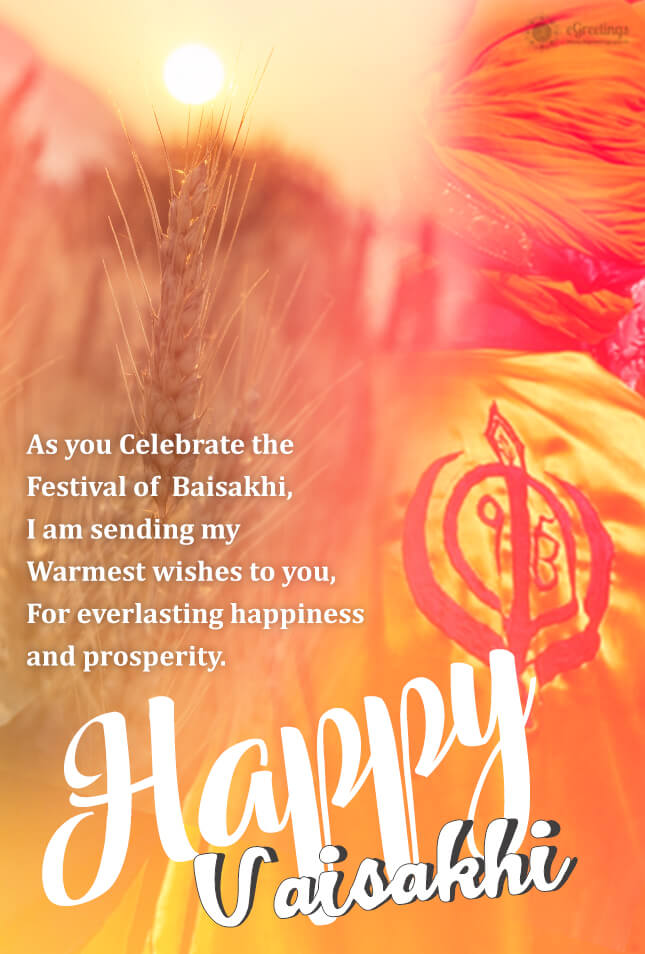 eGreetings
As you Celebrate the
Festival of Baisakhi,
I am sending my
Warmest wishes to you,
For everlasting happiness
and prosperity.
Happy
Vaisakhi